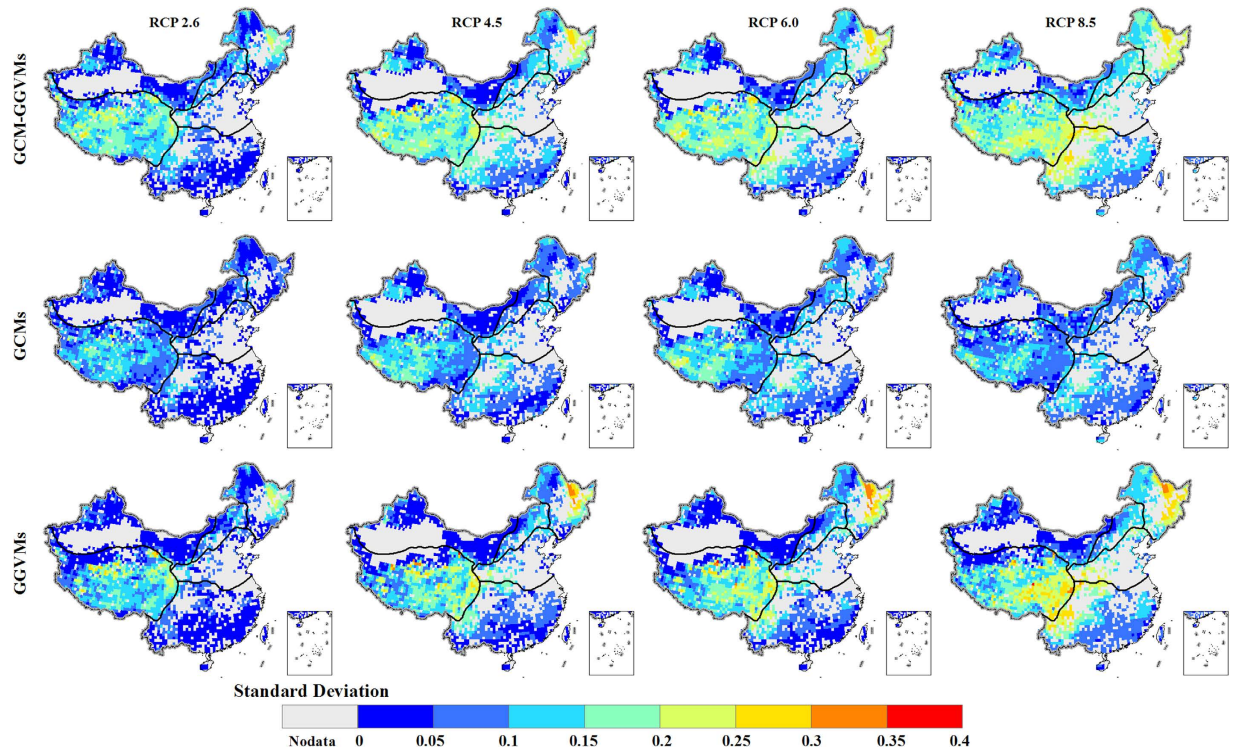 RCP 2.6 RCP 4.5 RCP 6.0 RCP 8.5
GCM-GGVMs
GCMs
GGVMs
Standard Deviation
Nodata 0 0.05 0.1 0.15 0.2 0.25 0.3 0.35 0.4